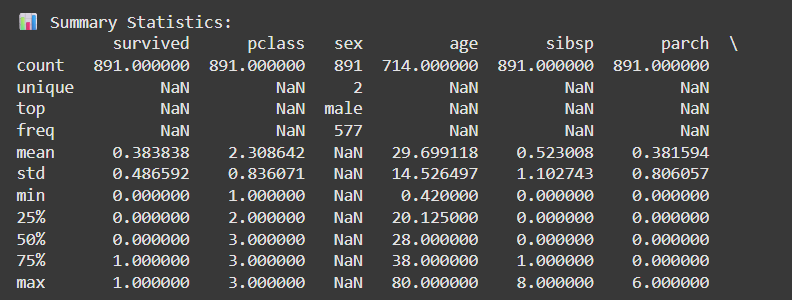 📊 Summary Statistics:
survived pclass sex age sibsp parch \
count 891.000000 891.000000 891 714.000000 891.000000 891.000000
unique NaN NaN 2 NaN NaN NaN
top NaN NaN male NaN NaN NaN
freq NaN NaN 577 NaN NaN NaN
mean 0.383838 2.308642 NaN 29.699118 0.523008 0.381594
std 0.486592 0.836071 NaN 14.526497 1.102743 0.806057
min 0.000000 1.000000 NaN 0.420000 0.000000 0.000000
25% 0.000000 2.000000 NaN 20.125000 0.000000 0.000000
50% 0.000000 3.000000 NaN 28.000000 0.000000 0.000000
75% 1.000000 3.000000 NaN 38.000000 1.000000 0.000000
max 1.000000 3.000000 NaN 80.000000 8.000000 6.000000